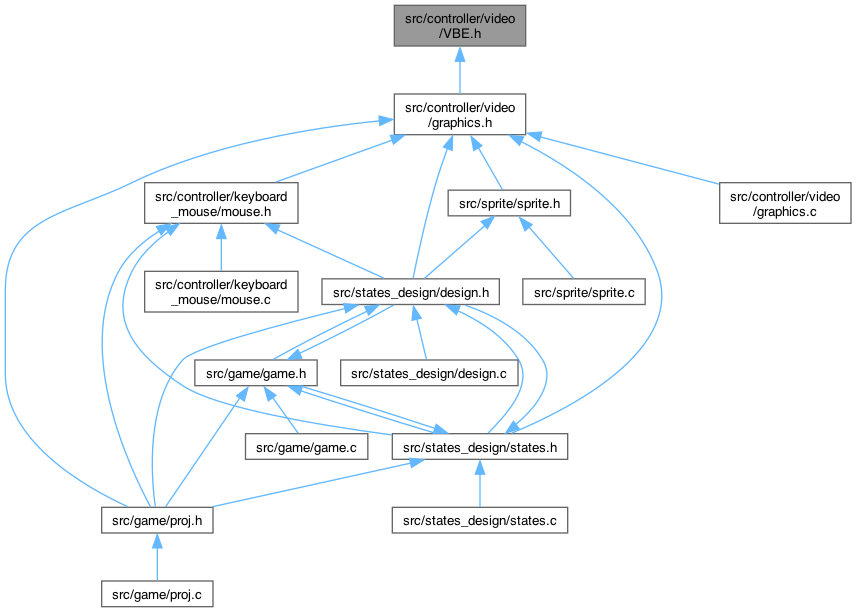 src/controller/video
/VBE.h
src/controller/video
/graphics.h
src/controller/keyboard
_mouse/mouse.h
src/sprite/sprite.h
src/controller/video
/graphics.c
src/controller/keyboard
_mouse/mouse.c
src/states_design/design.h
src/sprite/sprite.c
src/game/game.h
src/states_design/design.c
src/game/game.c
src/states_design/states.h
src/game/proj.h
src/states_design/states.c
src/game/proj.c